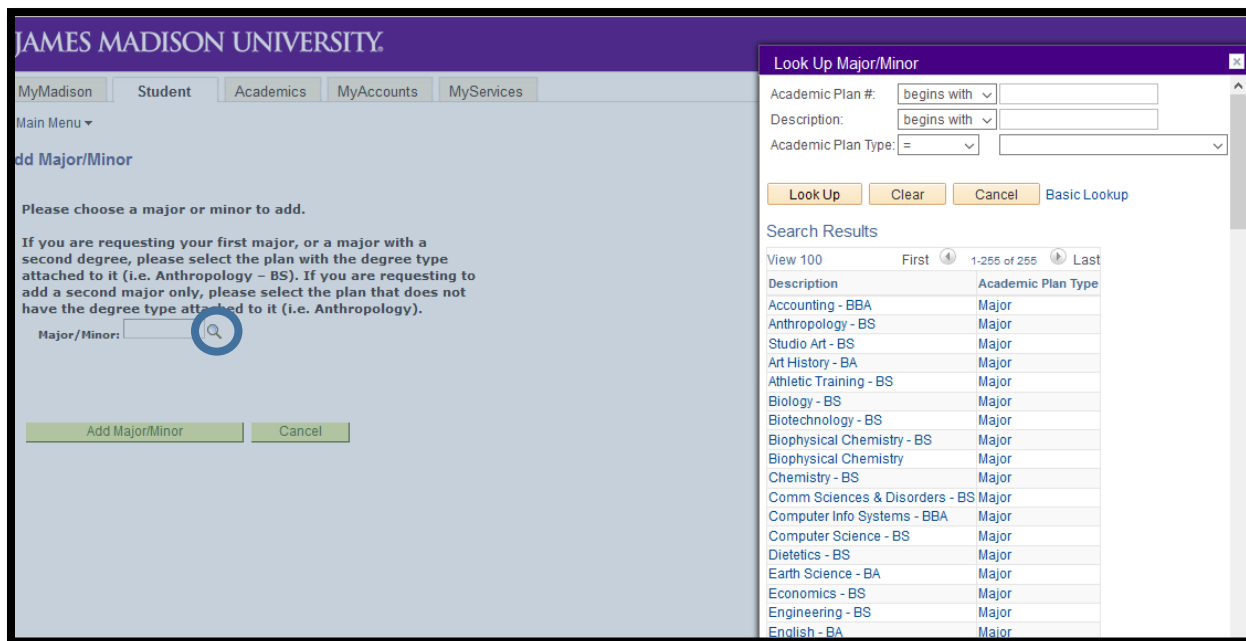 JAMES MADISON UNIVERSITY.
MyMadison Student Academics MyAccounts MyServices
Main Menu
dd Major/Minor
Please choose a major or minor to add.
If you are requesting your first major, or a major with a
second degree, please select the plan with the degree type
attached to it (i.e. Anthropology – BS). If you are requesting to
add a second major only, please select the plan that does not
have the degree type attached to it (i.e. Anthropology).
Major/Minor:
Add Major/Minor Cancel
Look Up Major/Minor
Academic Plan #: begins with
Description: begins with
Academic Plan Type: =
Look Up Clear Cancel Basic Lookup
Search Results
View 100 First 1-255 of 255 Last
Description Academic Plan Type
Accounting - BBA Major
Anthropology - BS Major
Studio Art - BS Major
Art History - BA Major
Athletic Training - BS Major
Biology - BS Major
Biotechnology - BS Major
Biophysical Chemistry - BS Major
Biophysical Chemistry Major
Chemistry - BS Major
Comm Sciences & Disorders - BS Major
Computer Info Systems - BBA Major
Computer Science - BS Major
Dietetics - BS Major
Earth Science - BA Major
Economics - BS Major
Engineering - BS Major
English - BA Major